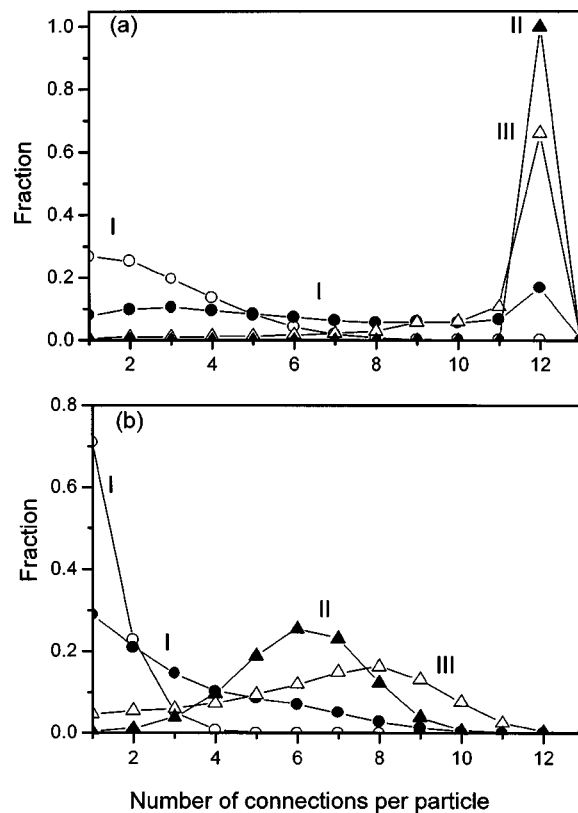 (a)
II
1.0
0.8
III
0.6
Fraction
0.4
I
I
0.2
0.0
2 4 6 8 10 12
0.8
(b)
I
0.6
Fraction
0.4
II
I
III
0.2
0.0
2 4 6 8 10 12
Number of connections per particle